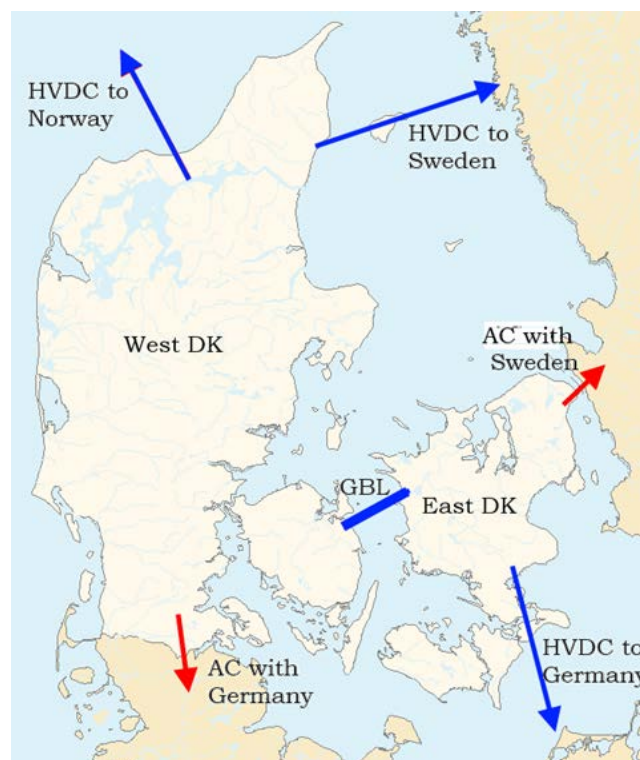 HVDC to
Norway
HVDC to
Sweden
West DK
AC with
Sweden
GBL
East DK
AC with
Germany
HVDC to
Germany